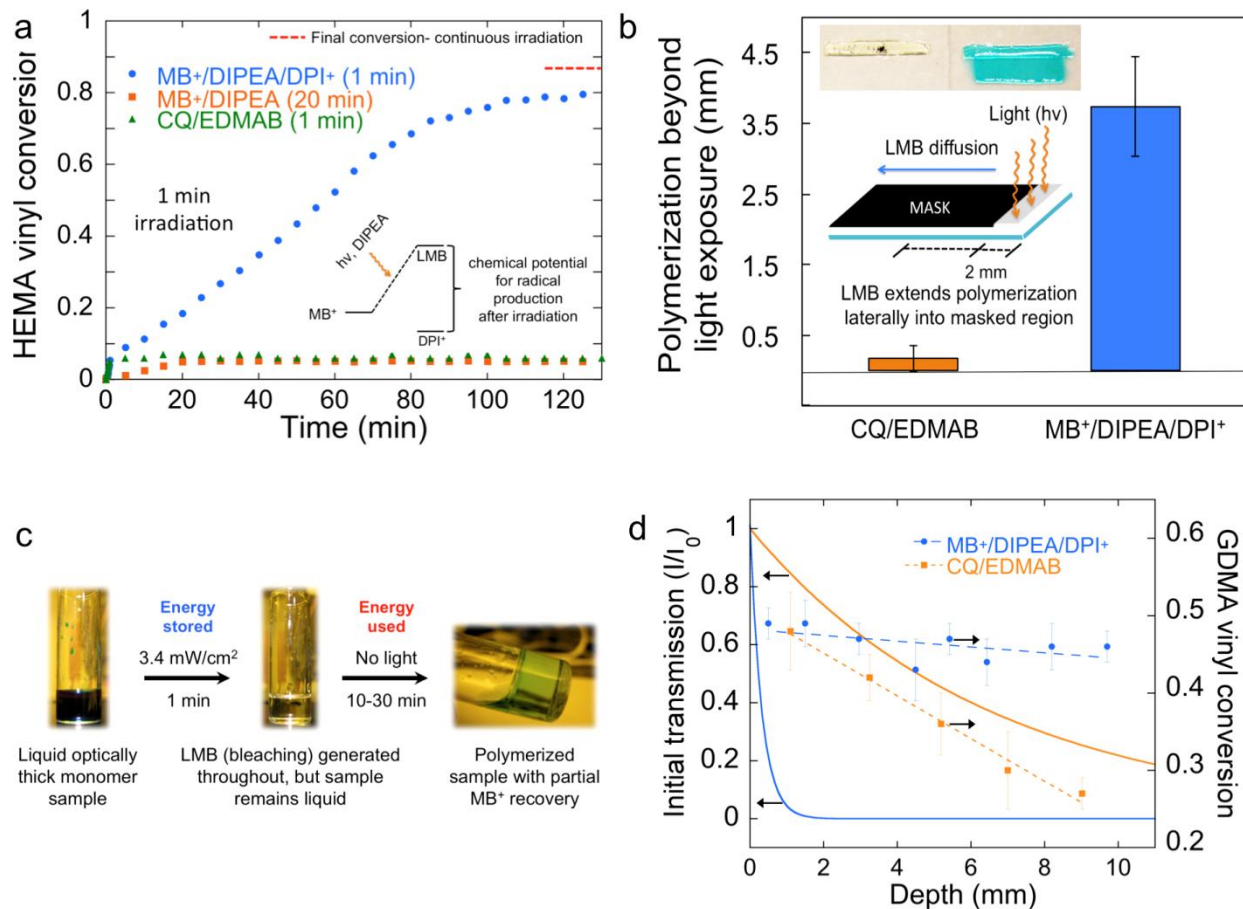 a
Final conversion- continuous irradiation
MB⁺/DIPEA/DPI⁺ (1 min)
MB⁺/DIPEA (20 min)
CQ/EDMAB (1 min)
HEMA vinyl conversion
1
0.8
0.6
0.4
0.2
0
1 min
irradiation
hν, DIPEA
LMB
MB⁺
DPI⁺
chemical potential
for radical
production
after irradiation
0
20
40
60
80
100
120
Time (min)
b
Polymerization beyond
light exposure (mm)
4.5
3.5
2.5
1.5
0.5
Light (hν)
LMB diffusion
MASK
2 mm
LMB extends polymerization
laterally into masked region
CQ/EDMAB
MB⁺/DIPEA/DPI⁺
c
Energy
stored
3.4 mW/cm²
1 min
Energy
used
No light
10-30 min
Liquid optically
thick monomer
sample
LMB (bleaching) generated
throughout, but sample
remains liquid
Polymerized
sample with partial
MB⁺ recovery
d
Initial transmission (I/I₀)
1
0.8
0.6
0.4
0.2
0
MB⁺/DIPEA/DPI⁺
CQ/EDMAB
0.6
0.5
0.4
0.3
0.2
GDMA vinyl conversion
0
2
4
6
8
10
Depth (mm)